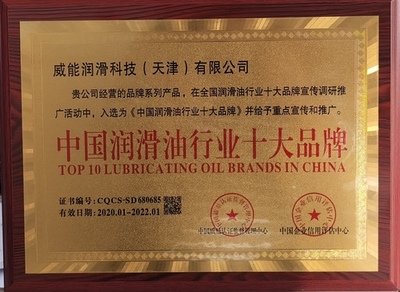 威能润滑科技（天津）有限公司
贵公司经营的品牌系列产品，在全国润滑油行业十大品牌宣传调研推
广活动中，入选为《中国润滑油行业十大品牌》并给予重点宣传和推广。
中国润滑油行业十大品牌
TOP 10 LUBRICATING OIL BRANDS IN CHINA
证书编号:CQCS-SD680685
有效日期:2020.01-2022.01
中国企业信用评估中心